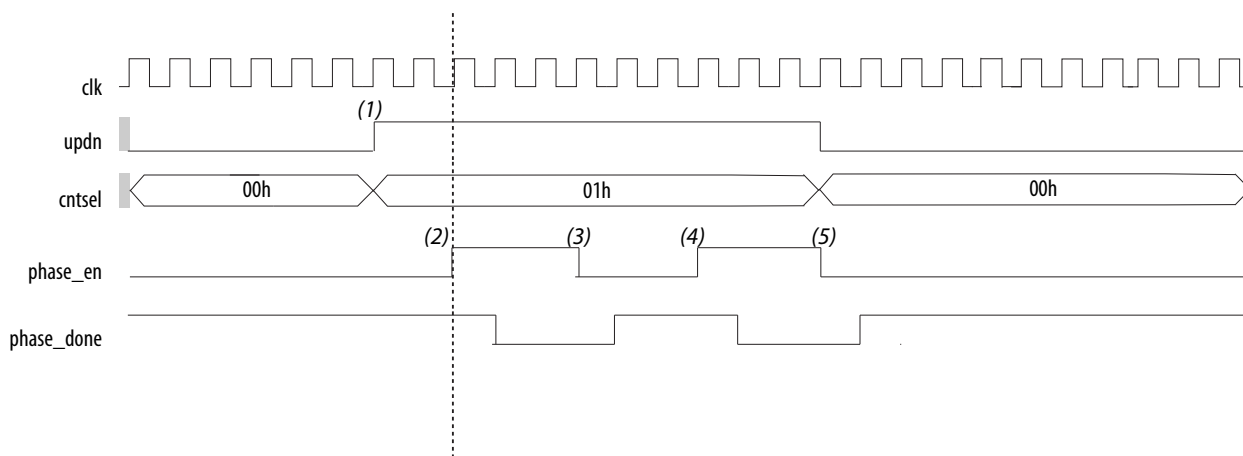 clk
(1)
updn
cntsel 00h 01h 00h
(2) (3) (4) (5)
phase_en
phase_done